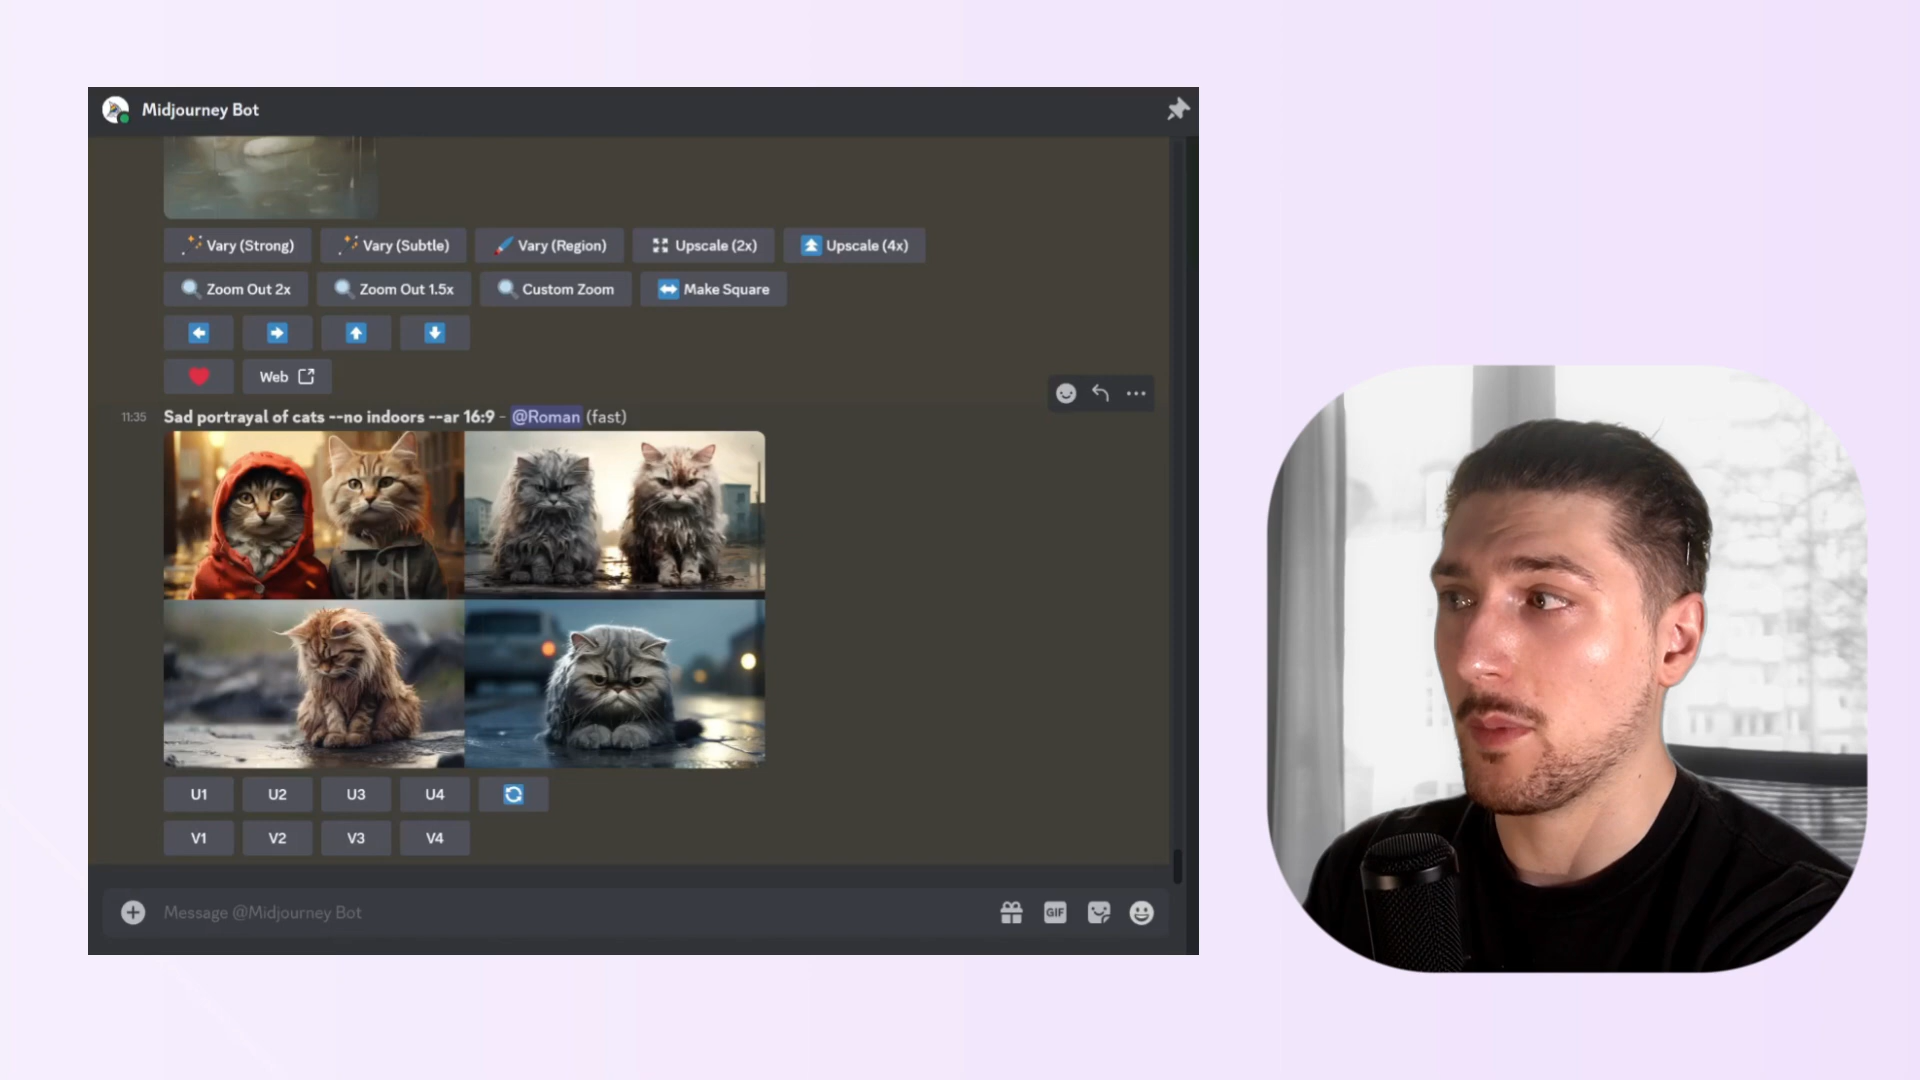 Midjourney Bot
Vary (Strong) Vary (Subtle) Vary (Region) Upscale (2x) Upscale (4x)
Zoom Out 2x Zoom Out 1.5x Custom Zoom Make Square
Web
11:35 Sad portrayal of cats --no indoors --ar 16:9 - @Roman (fast)
U1 U2 U3 U4
V1 V2 V3 V4
Message @Midjourney Bot GIF